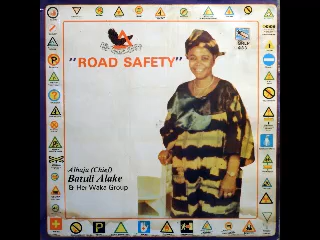 "ROAD SAFETY"
Alhaja (Chief)
Batuli Alake
& Her Waka Group